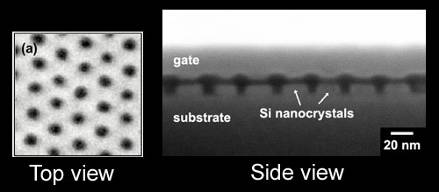 (a)
gate
substrate
Si nanocrystals
20 nm
Top view
Side view